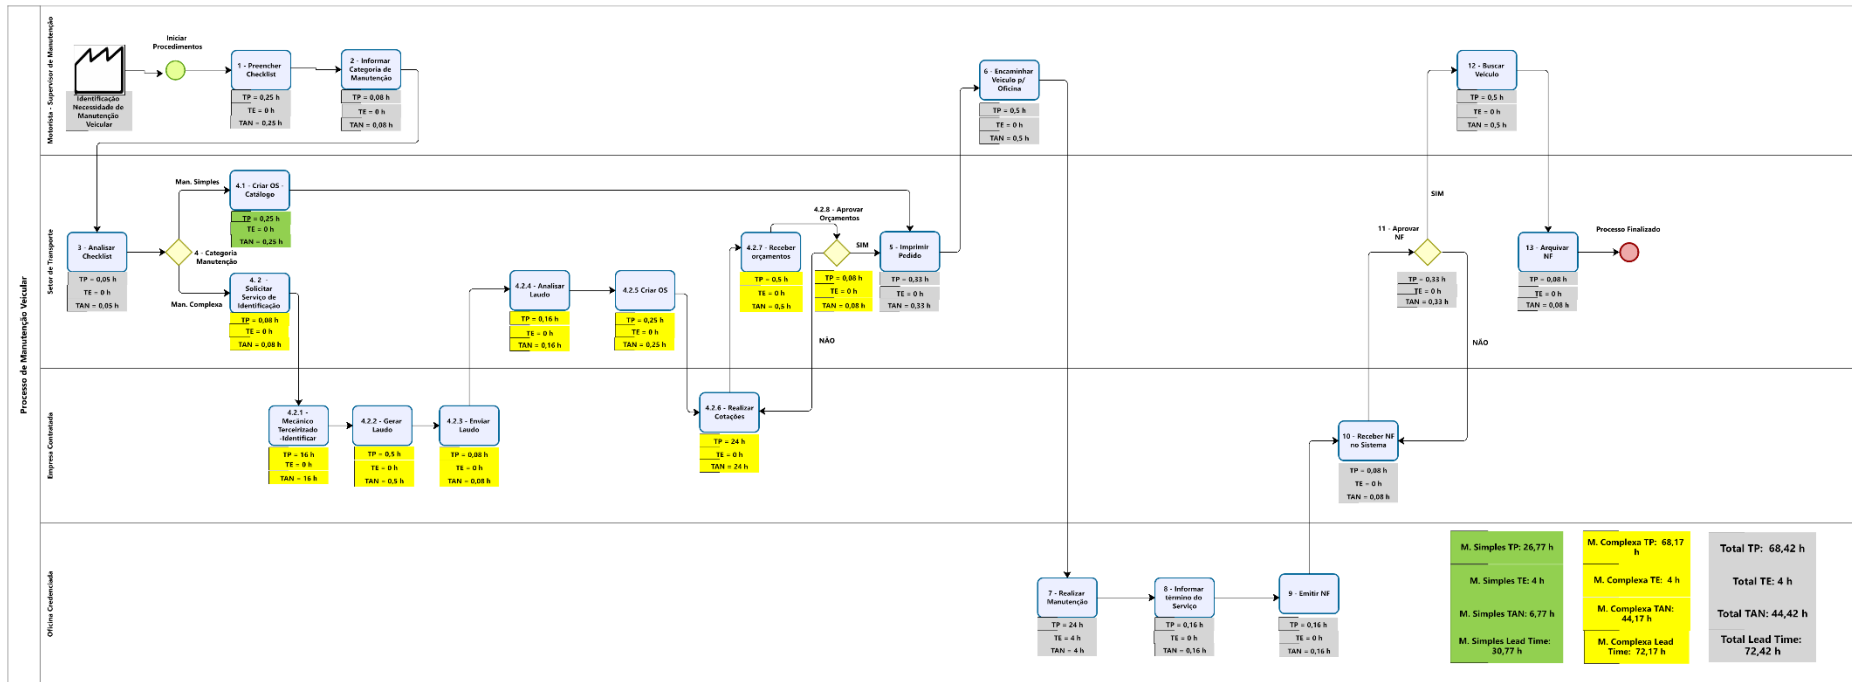 Processo de Manutenção Veicular
Motorista - Supervisor de Manutenção
Identificação
Necessidade de
Manutenção
Veicular
Iniciar
Procedimentos
1 - Preencher
Checklist
TP = 0,25 h
TE = 0 h
TAN = 0,25 h
2 - Informar
Categoria de
Manutenção
TP = 0,08 h
TE = 0 h
TAN = 0,08 h
6 - Encaminhar
Veículo p/
Oficina
TP = 0,5 h
TE = 0 h
TAN = 0,5 h
12 - Buscar
Veículo
TP = 0,5 h
TE = 0 h
TAN = 0,5 h
Setor de Transporte
3 - Analisar
Checklist
TP = 0,05 h
TE = 0 h
TAN = 0,05 h
4 - Categoria
Manutenção
Man. Simples
Man. Complexa
4.1 - Criar OS -
Catálogo
TP = 0,25 h
TE = 0 h
TAN = 0,25 h
4. 2 -
Solicitar
Serviço de
Identificação
TP = 0,08 h
TE = 0 h
TAN = 0,08 h
4.2.4 - Analisar
Laudo
TP = 0,16 h
TE = 0 h
TAN = 0,16 h
4.2.5 Criar OS
TP = 0,25 h
TE = 0 h
TAN = 0,25 h
4.2.7 - Receber
orçamentos
TP = 0,5 h
TE = 0 h
TAN = 0,5 h
4.2.8 - Aprovar
Orçamentos
SIM
NÃO
TP = 0,08 h
TE = 0 h
TAN = 0,08 h
5 - Imprimir
Pedido
TP = 0,33 h
TE = 0 h
TAN = 0,33 h
11 - Aprovar
NF
SIM
NÃO
TP = 0,33 h
TE = 0 h
TAN = 0,33 h
13 - Arquivar
NF
TP = 0,08 h
TE = 0 h
TAN = 0,08 h
Processo Finalizado
Empresa Contratada
4.2.1 -
Mecânico
Terceirizado
-Identificar
TP = 16 h
TE = 0 h
TAN = 16 h
4.2.2 - Gerar
Laudo
TP = 0,5 h
TE = 0 h
TAN = 0,5 h
4.2.3 - Enviar
Laudo
TP = 0,08 h
TE = 0 h
TAN = 0,08 h
4.2.6 - Realizar
Cotações
TP = 24 h
TE = 0 h
TAN = 24 h
10 - Receber NF
no Sistema
TP = 0,08 h
TE = 0 h
TAN = 0,08 h
Oficina Credenciada
7 - Realizar
Manutenção
TP = 24 h
TE = 4 h
TAN = 4 h
8 - Informar
término do
Serviço
TP = 0,16 h
TE = 0 h
TAN = 0,16 h
9 - Emitir NF
TP = 0,16 h
TE = 0 h
TAN = 0,16 h
M. Simples TP: 26,77 h
M. Simples TE: 4 h
M. Simples TAN: 6,77 h
M. Simples Lead Time:
30,77 h
M. Complexa TP: 68,17
h
M. Complexa TE: 4 h
M. Complexa TAN:
44,17 h
M. Complexa Lead
Time: 72,17 h
Total TP: 68,42 h
Total TE: 4 h
Total TAN: 44,42 h
Total Lead Time:
72,42 h